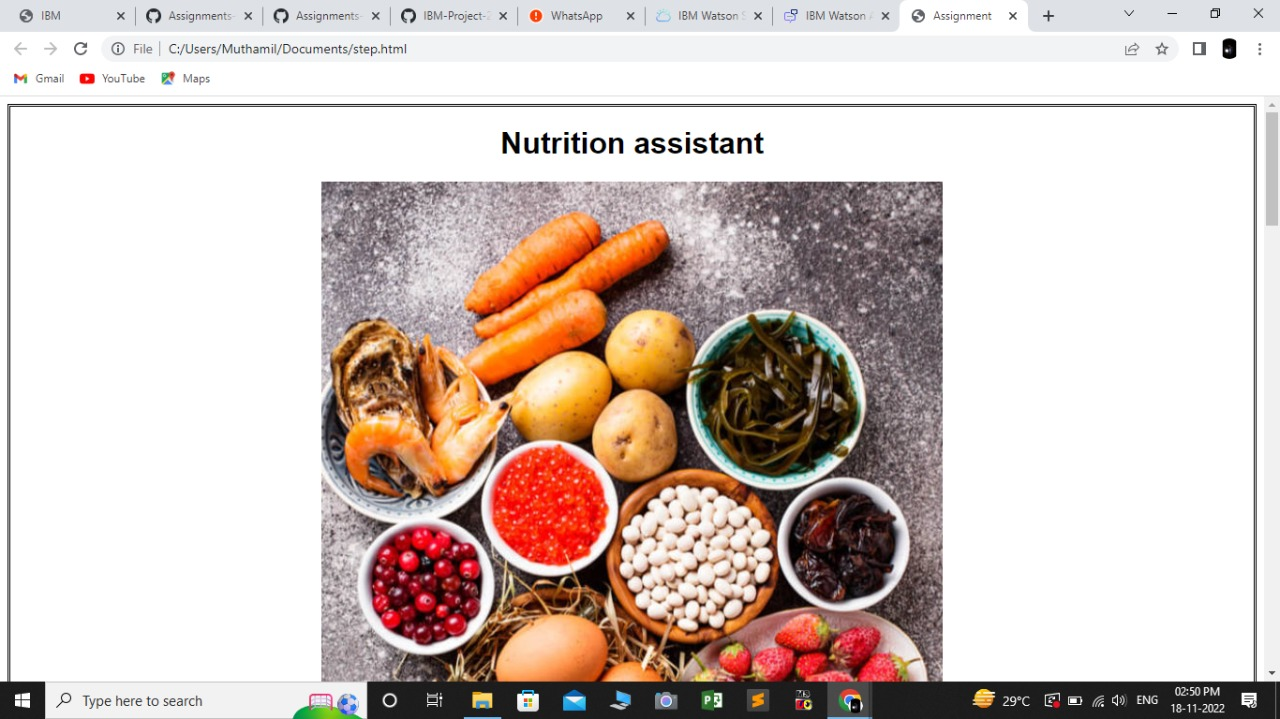 IBM
Assignments-
Assignments-
IBM-Project-2
WhatsApp
IBM Watson S
IBM Watson A
Assignment
File
C:/Users/Muthamil/Documents/step.html
Gmail
YouTube
Maps
Nutrition assistant
Type here to search
29°C
ENG
02:50 PM
18-11-2022